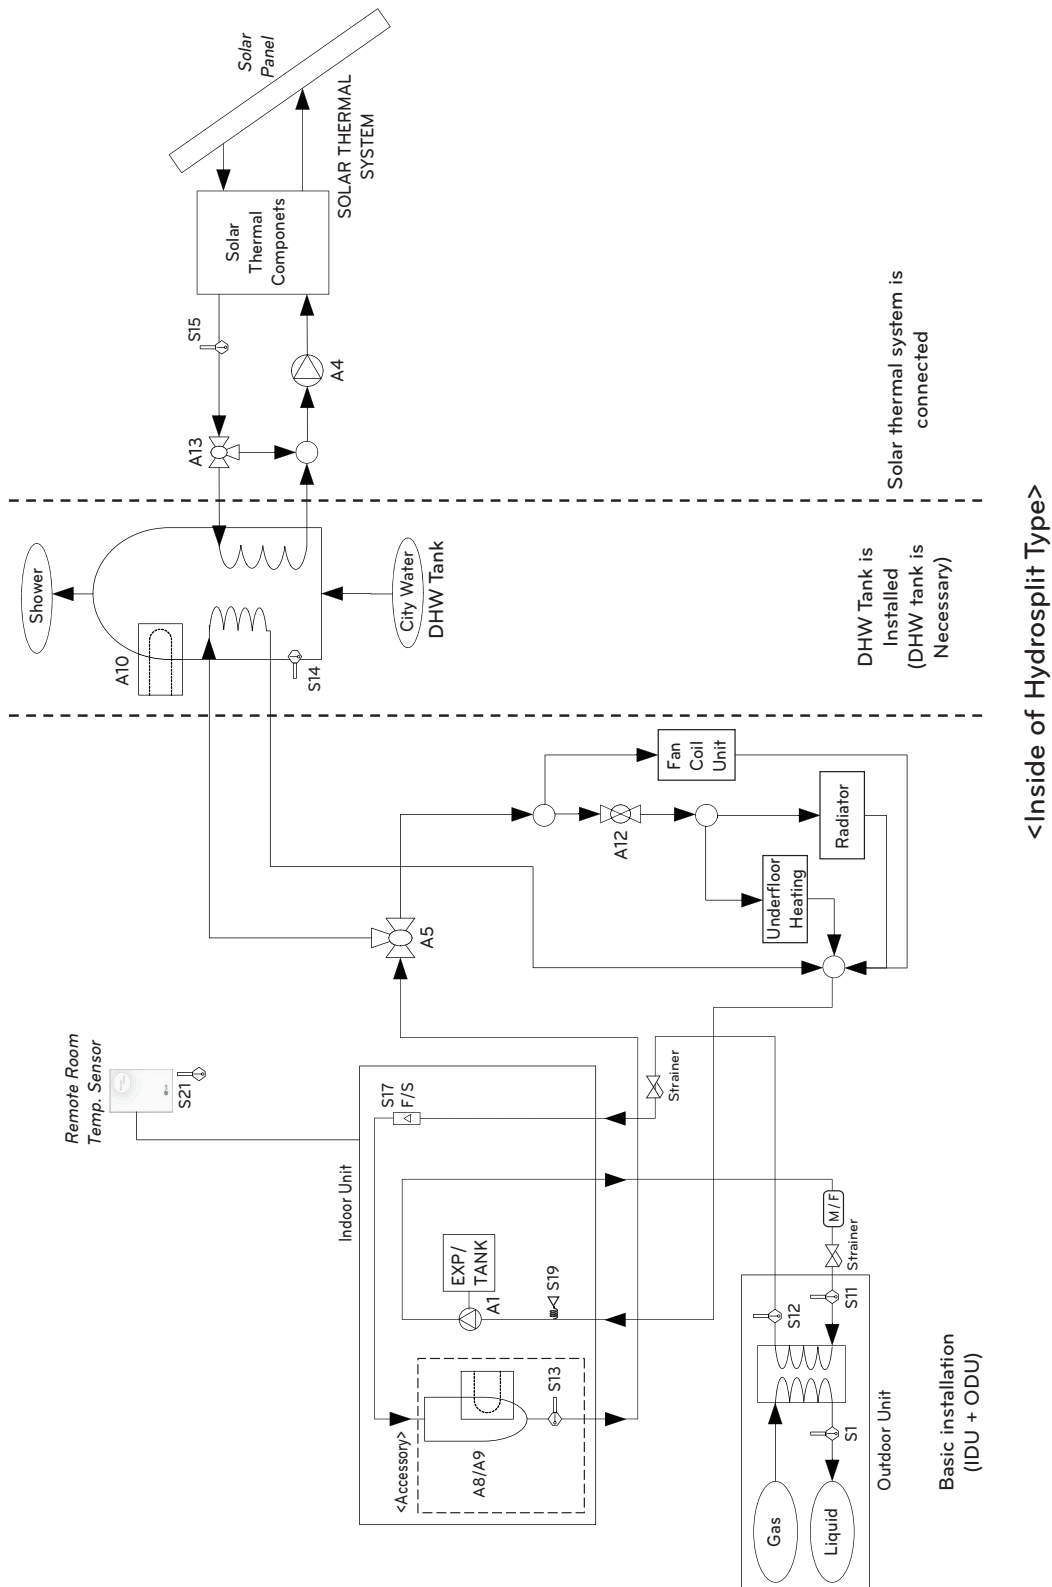 Solar
Panel
SOLAR THERMAL
SYSTEM
Solar
Thermal
Componets
S15
A13
A4
Solar thermal system is
connected
Shower
City Water
DHW Tank
A10
S14
DHW Tank is
Installed
(DHW tank is
Necessary)
Fan
Coil
Unit
A12
Radiator
Underfloor
Heating
A5
Remote Room
Temp. Sensor
S21
Indoor Unit
S17
F/S
Strainer
EXP/
TANK
A1
S19
<Accessory>
A8/A9
S13
M/F
Strainer
S12
S11
S1
Gas
Liquid
Outdoor Unit
Basic installation
(IDU + ODU)
<Inside of Hydrosplit Type>